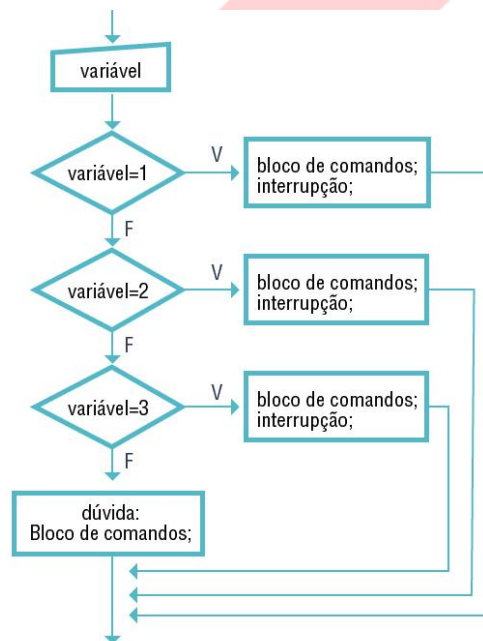 variável
variável=1
V
bloco de comandos;
interrupção;
F
variável=2
V
bloco de comandos;
interrupção;
F
variável=3
V
bloco de comandos;
interrupção;
F
dúvida:
Bloco de comandos;